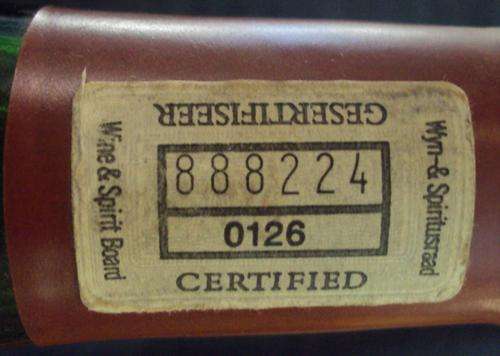 GESERTIFISEER
Wine & Spirit Board
888224
0126
Wyn- & Spiritusraad
CERTIFIED